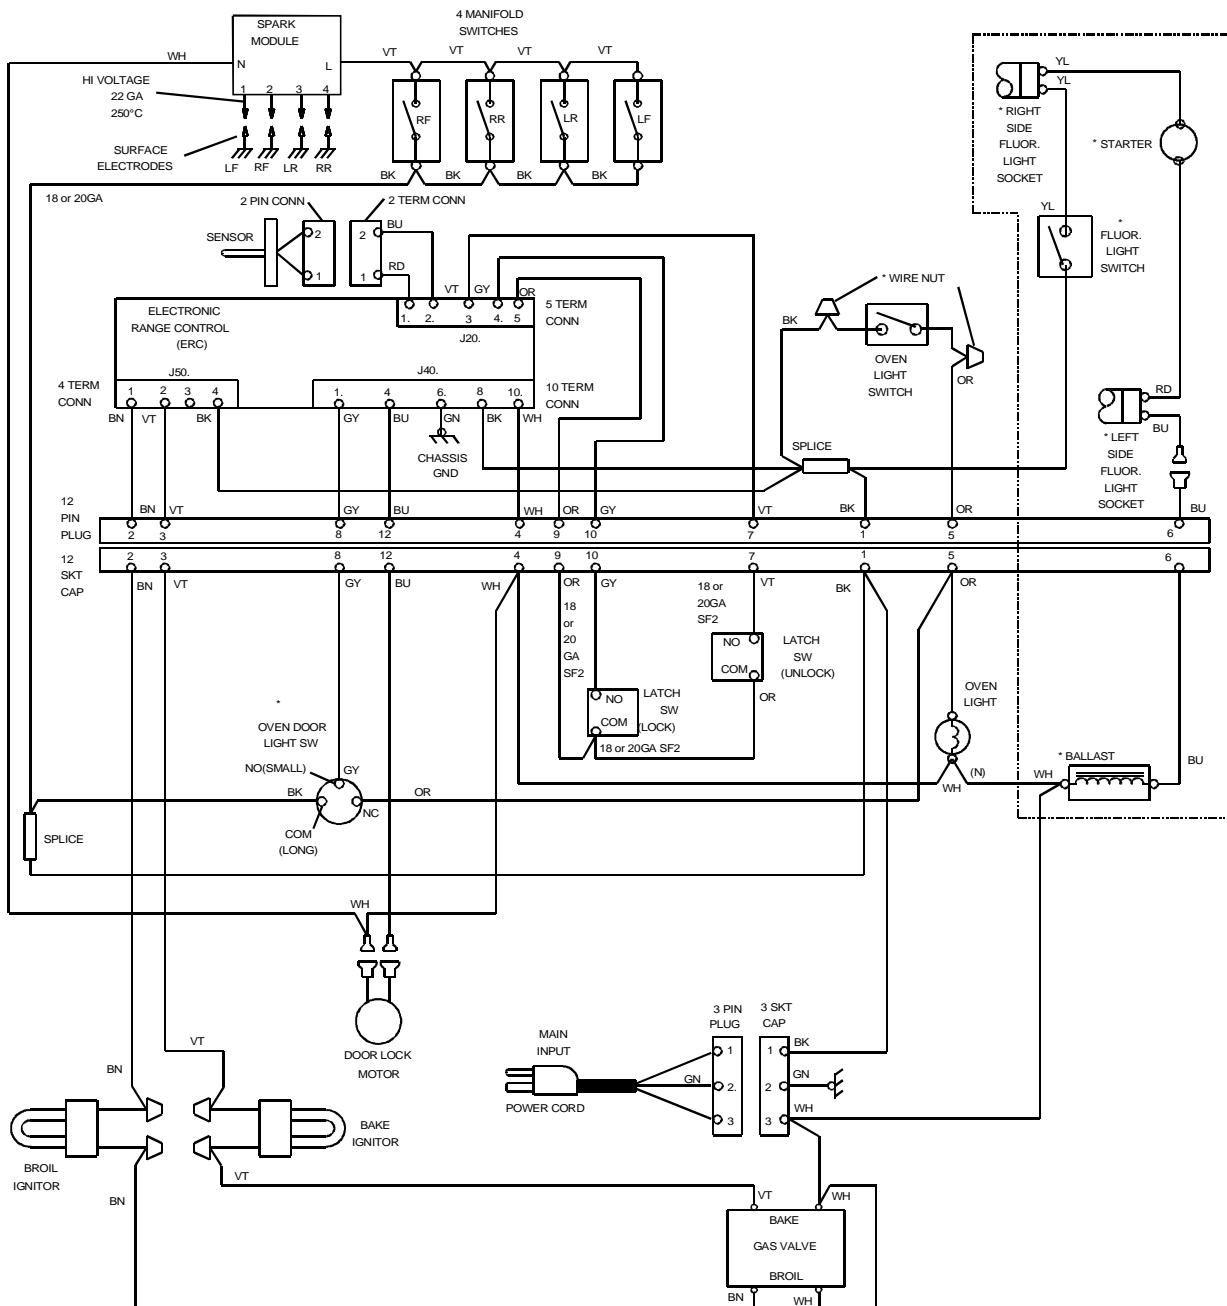 4 MANIFOLD
SWITCHES
SPARK
MODULE
N
L
1 2 3 4
WH
VT VT VT VT
HI VOLTAGE
22 GA
250°C
SURFACE
ELECTRODES
LF RF LR RR
RF RR LR LF
BK BK BK BK
18 or 20GA
YL
YL
* RIGHT
SIDE
FLUOR.
LIGHT
SOCKET
* STARTER
YL
*
FLUOR.
LIGHT
SWITCH
2 PIN CONN
2 TERM CONN
SENSOR
2
1
2
1
BU
RD
VT GY OR
5 TERM
CONN
1. 2. 3 4. 5
J20.
ELECTRONIC
RANGE CONTROL
(ERC)
* WIRE NUT
BK
OVEN
LIGHT
SWITCH
OR
J50.
J40.
4 TERM
CONN
1 2 3 4
1. 4 6. 8 10.
10 TERM
CONN
BN VT BK GY BU GN BK WH
CHASSIS
GND
SPLICE
RD
BU
* LEFT
SIDE
FLUOR.
LIGHT
SOCKET
12
PIN
PLUG
BN VT GY BU WH OR GY VT BK OR BU
2 3 8 12 4 9 10 7 1 5 6
12
SKT
CAP
2 3 8 12 4 9 10 7 1 5 6
BN VT GY BU WH OR GY VT BK OR
18
or
20
GA
SF2
18 or
20GA
SF2
NO
COM
LATCH
SW
(UNLOCK)
OR
NO
COM
LATCH
SW
(LOCK)
18 or 20GA SF2
OVEN
LIGHT
*
OVEN DOOR
LIGHT SW
NO(SMALL)
GY
BK
OR
NC
COM
(LONG)
(N)
WH
WH
* BALLAST
BU
SPLICE
WH
DOOR LOCK
MOTOR
3 PIN
PLUG
3 SKT
CAP
MAIN
INPUT
POWER CORD
GN
1
2.
3
1
2
3
BK
GN
WH
VT
BN
BROIL
IGNITOR
BAKE
IGNITOR
BN
VT
VT
WH
BAKE
GAS VALVE
BROIL
BN
WH